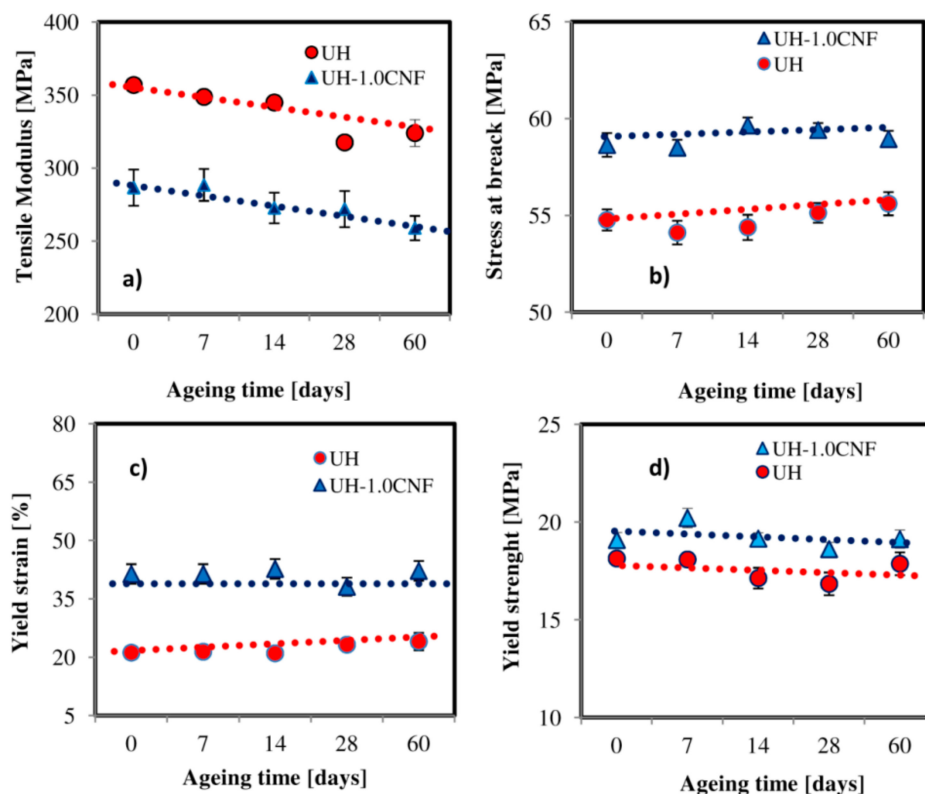 400
350
300
250
200
Tensile Modulus [MPa]
UH
UH-1.0CNF
a)
0 7 14 28 60
Ageing time [days]
65
60
55
50
Stress at breack [MPa]
UH-1.0CNF
UH
b)
0 7 14 28 60
Ageing time [days]
80
65
50
35
20
5
Yield strain [%]
c)
UH
UH-1.0CNF
0 7 14 28 60
Ageing time [days]
25
20
15
10
Yield strenght [MPa]
d)
UH-1.0CNF
UH
0 7 14 28 60
Ageing time [days]